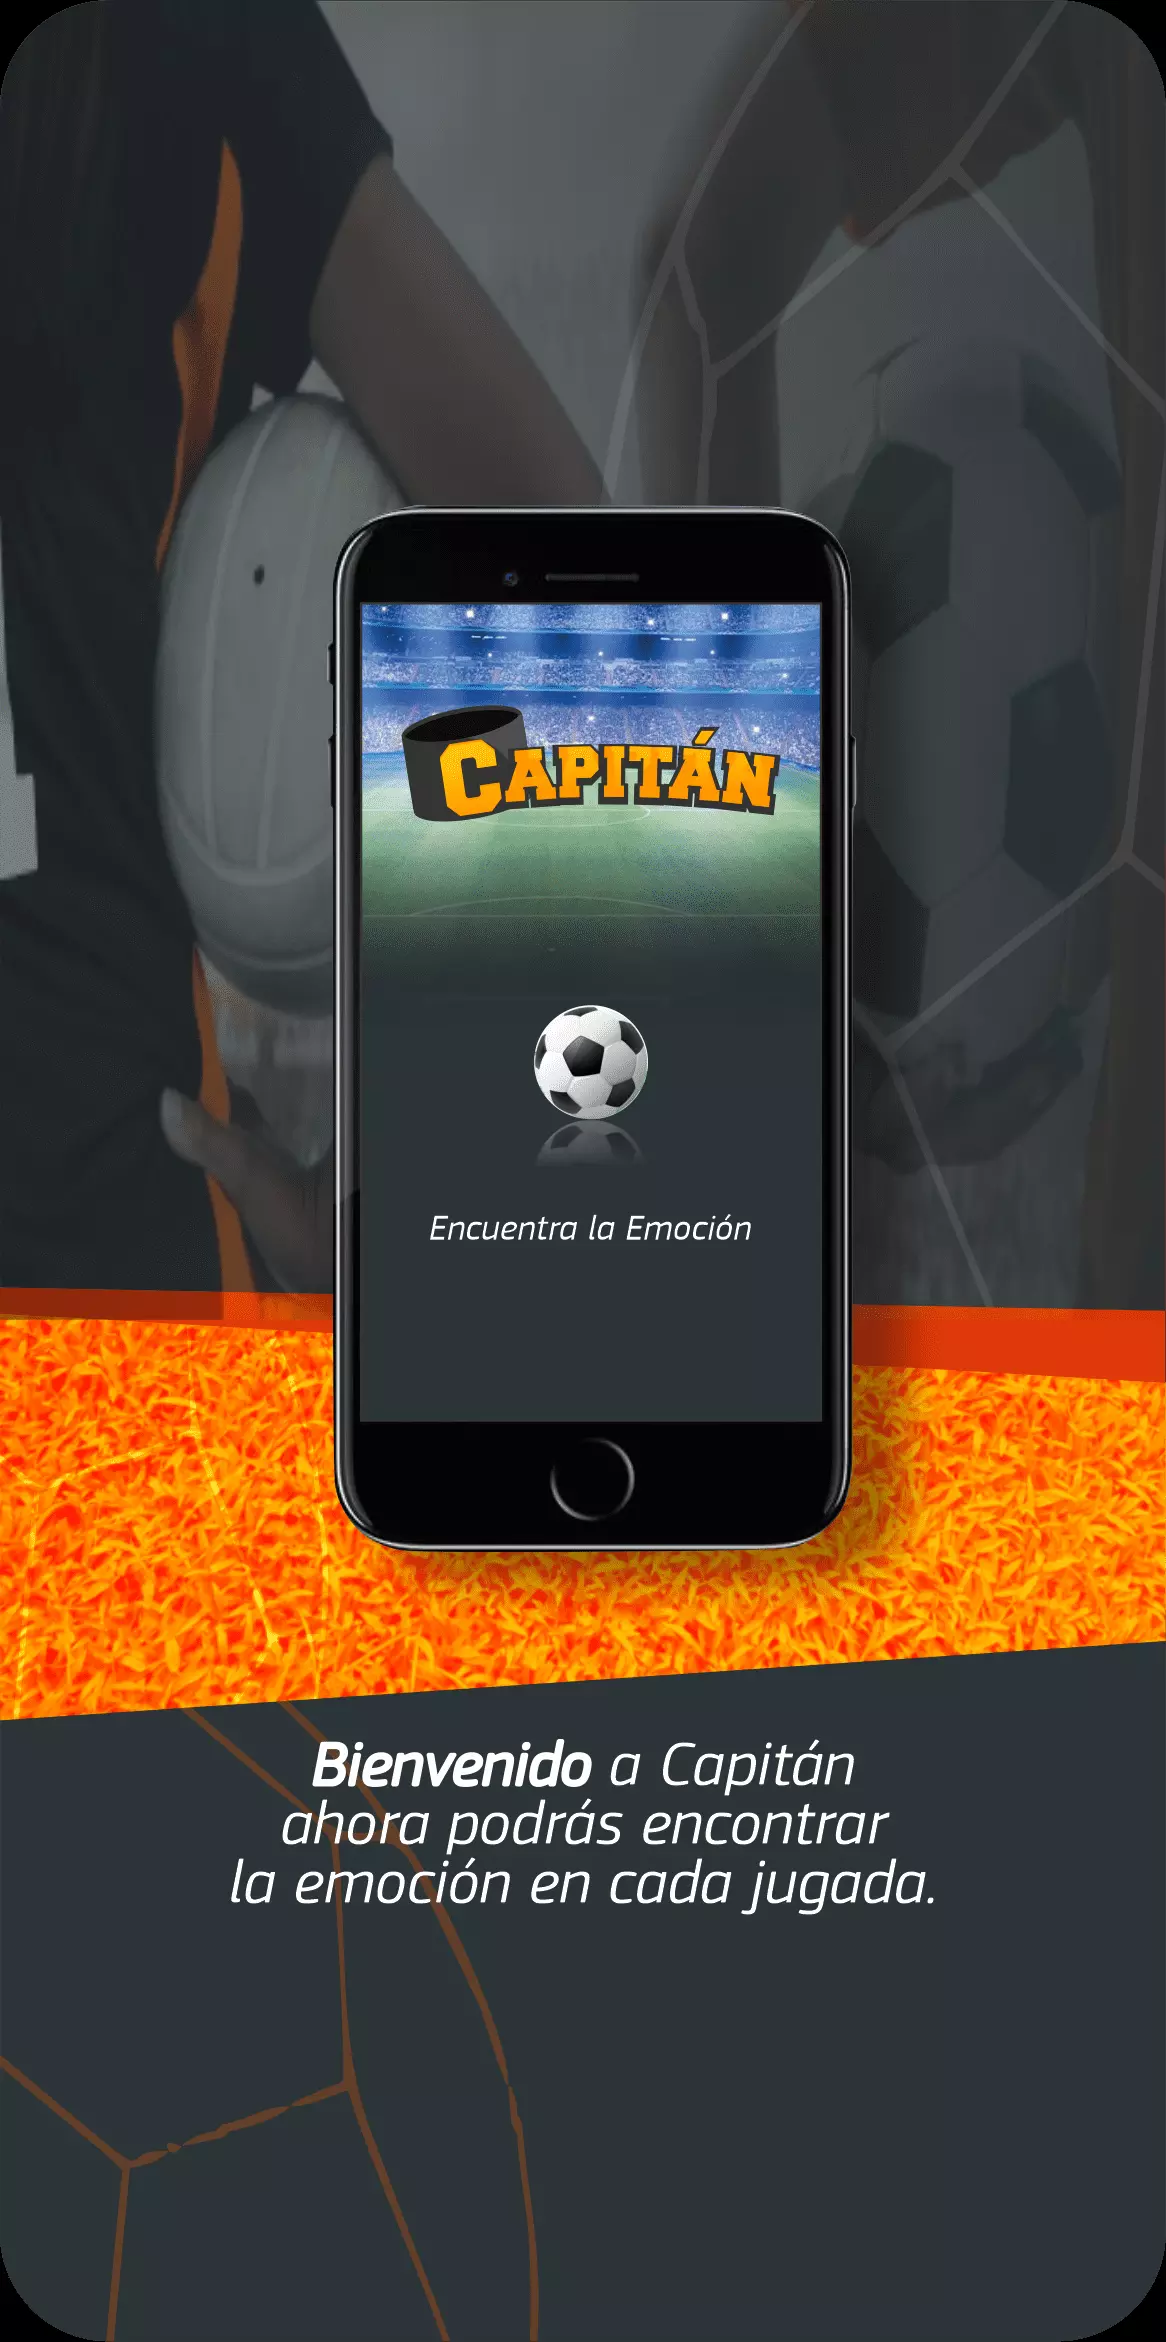 CAPITÁN
Encuentra la Emoción
Bienvenido a Capitán
ahora podrás encontrar
la emoción en cada jugada.